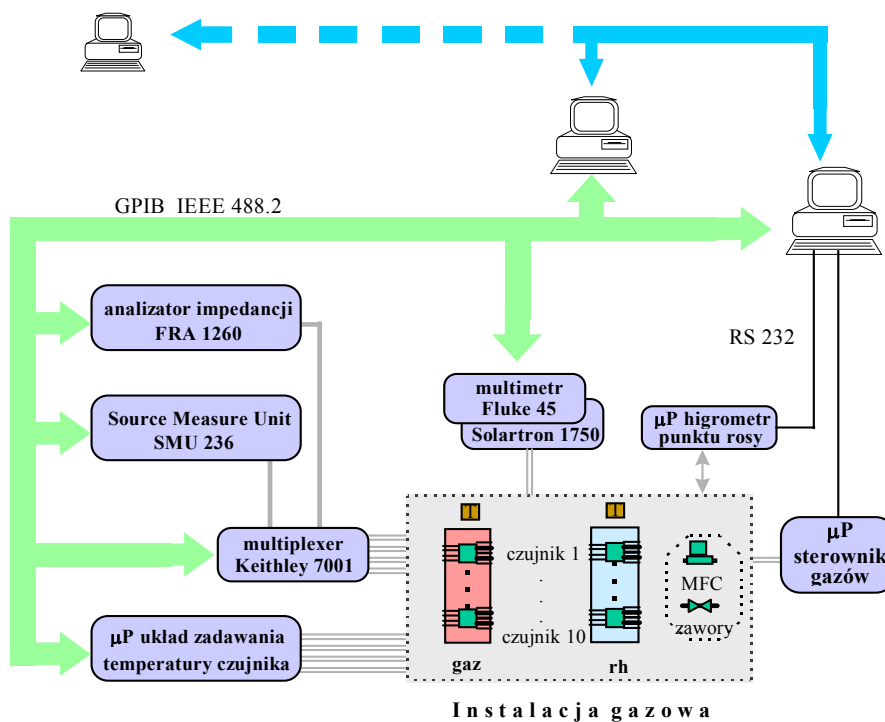 GPIB IEEE 488.2
analizator impedancji
FRA 1260
RS 232
multimetr
Fluke 45
Solartron 1750
Source Measure Unit
SMU 236
µP higrometr
punktu rosy
T
T
multiplexer
Keithley 7001
czujnik 1
.
.
.
czujnik 10
MFC
zawory
µP
sterownik
gazów
µP układ zadawania
temperatury czujnika
gaz
rh
Instalacja gazowa